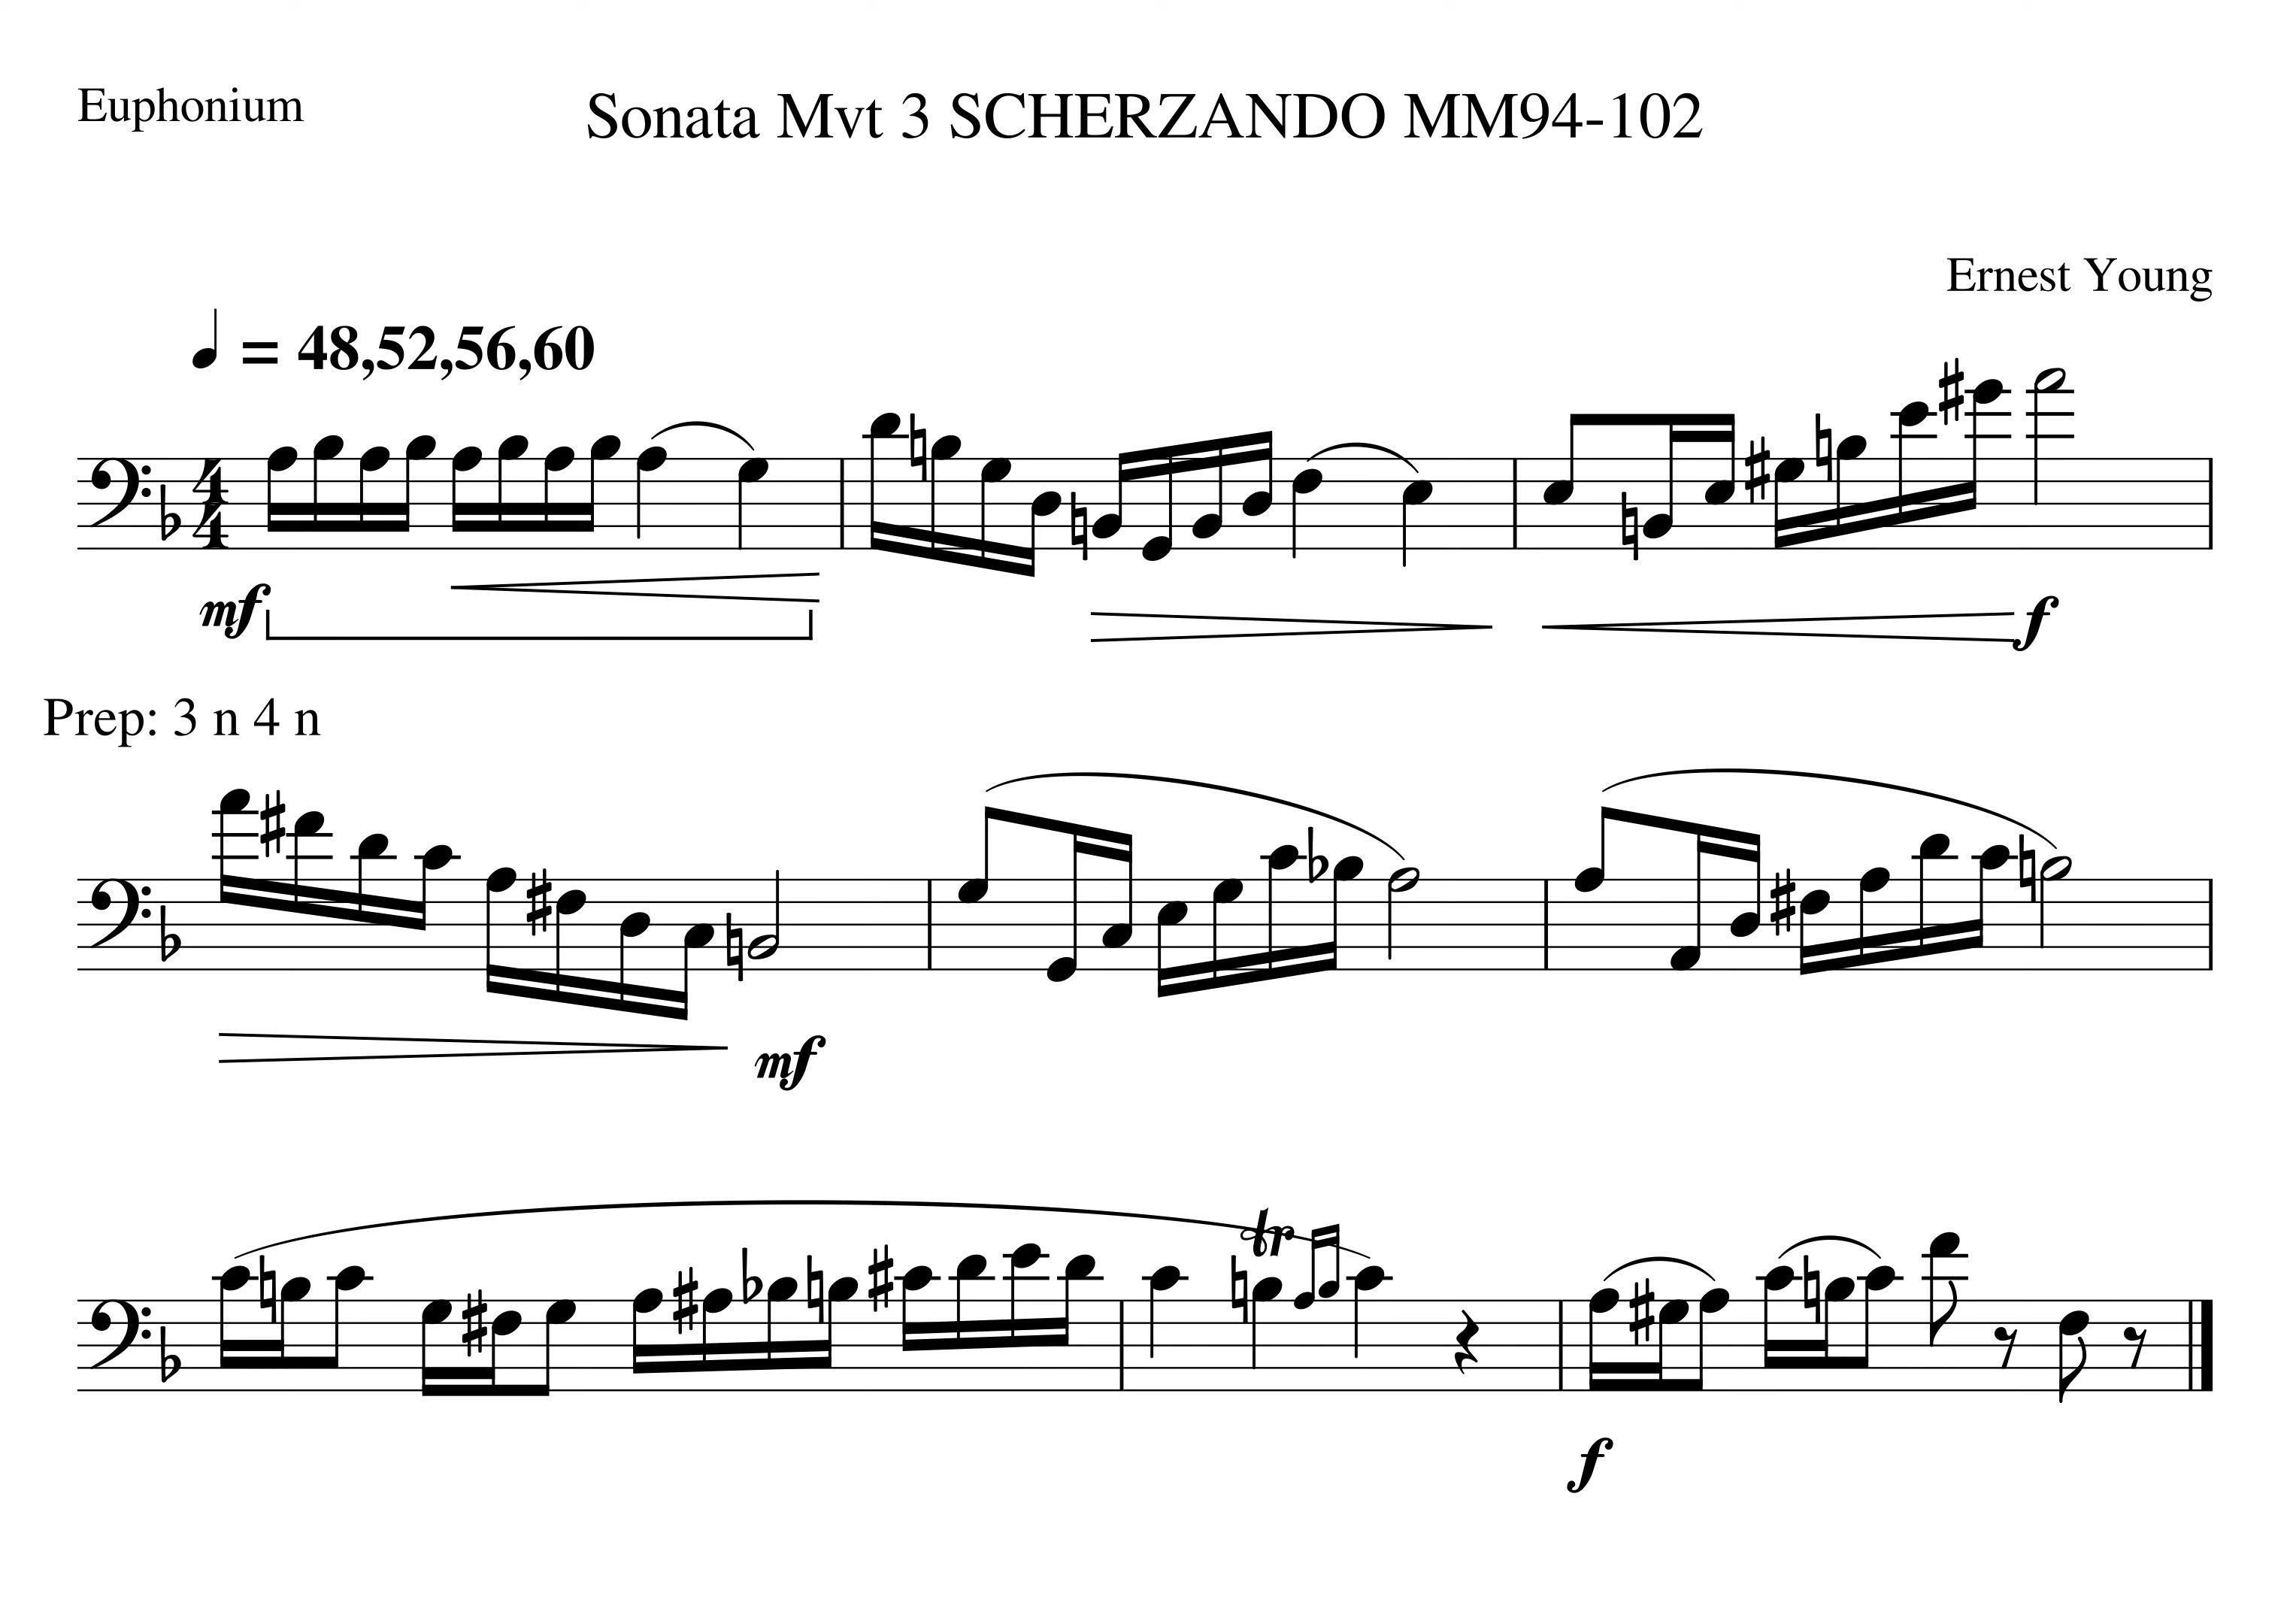 Euphonium
Sonata Mvt 3 SCHERZANDO MM94-102
Ernest Young
♩ = 48,52,56,60
mf
f
Prep: 3 n 4 n
mf
tr
f